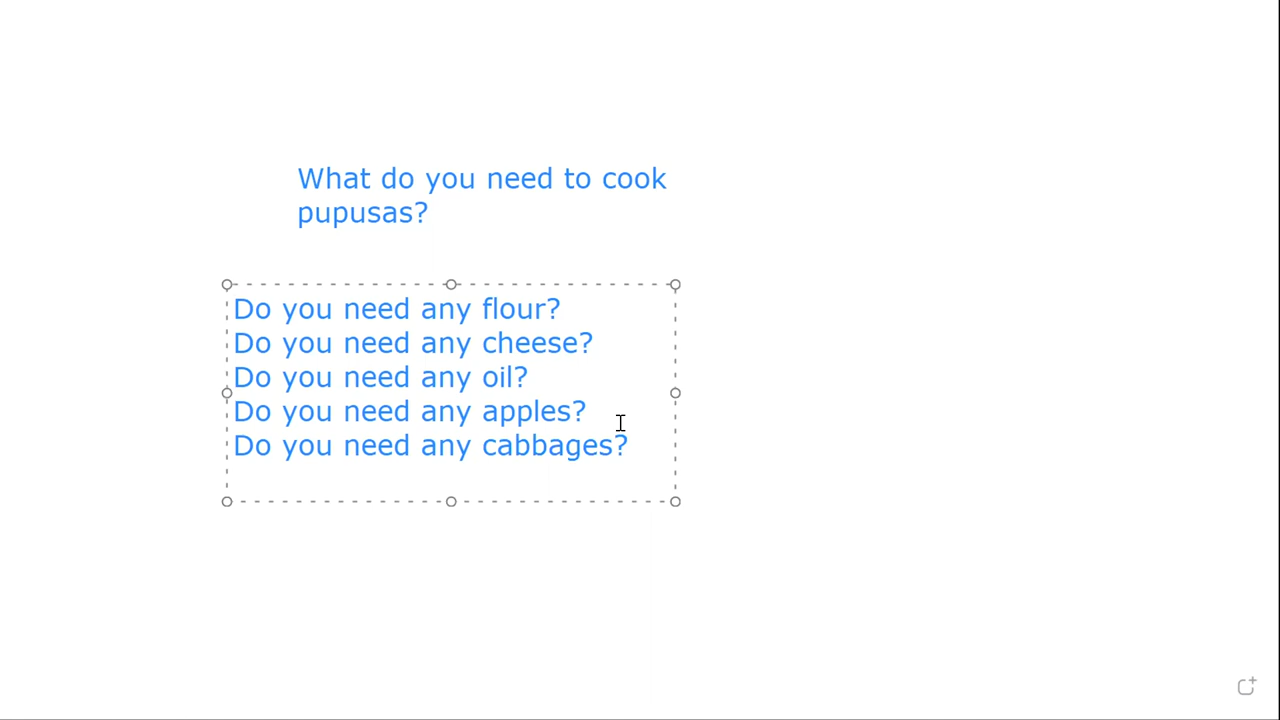 What do you need to cook
pupusas?
Do you need any flour?
Do you need any cheese?
Do you need any oil?
Do you need any apples?
Do you need any cabbages?